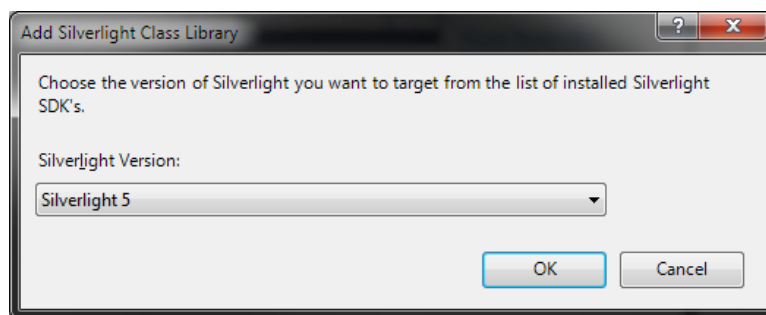 Add Silverlight Class Library
?
X
Choose the version of Silverlight you want to target from the list of installed Silverlight
SDK's.
Silverlight Version:
Silverlight 5
OK
Cancel